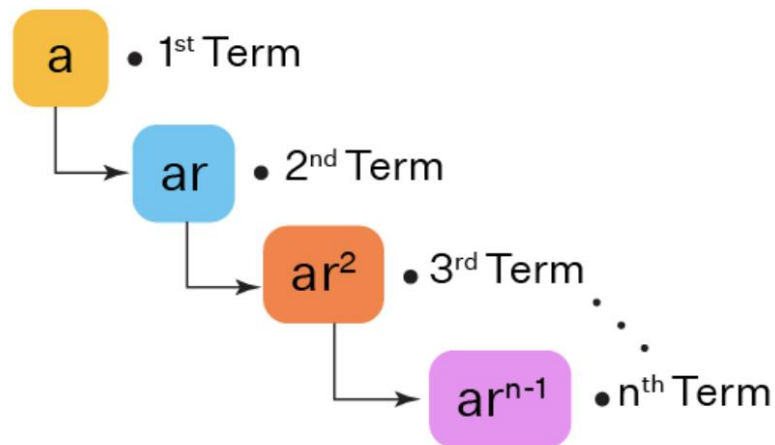 a • 1ˢᵗ Term
ar • 2ⁿᵈ Term
ar² • 3ʳᵈ Term
arⁿ⁻¹ • nᵗʰ Term